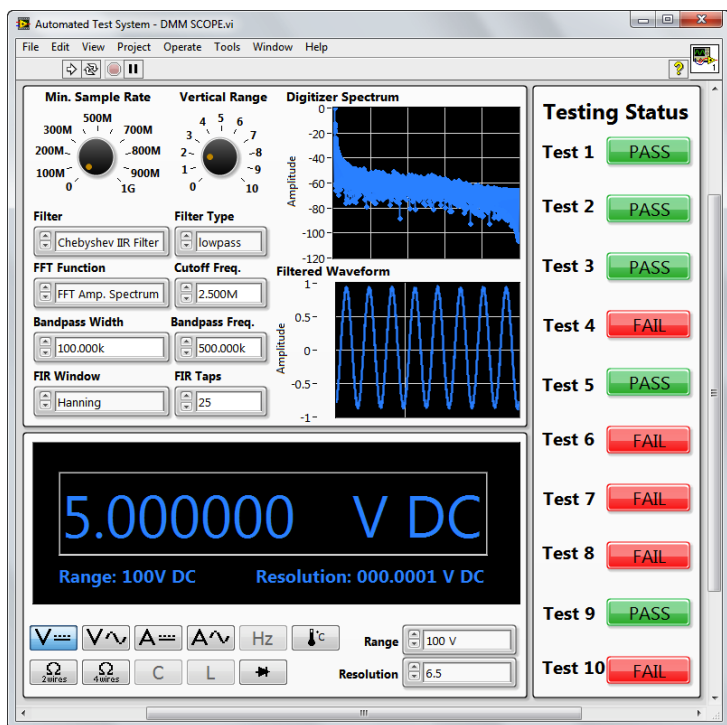 Automated Test System - DMM SCOPE.vi
File Edit View Project Operate Tools Window Help
?
1
Min. Sample Rate
0 100M 200M 300M 500M 700M 800M 900M 1G
Vertical Range
0 1 2 3 4 5 6 7 8 9 10
Filter
Chebyshev IIR Filter
Filter Type
lowpass
FFT Function
FFT Amp. Spectrum
Cutoff Freq.
2.500M
Bandpass Width
100.000k
Bandpass Freq.
500.000k
FIR Window
Hanning
FIR Taps
25
Digitizer Spectrum
Amplitude
0
-20
-40
-60
-80
-100
-120
Filtered Waveform
Amplitude
1
0.5
0
-0.5
-1
5.000000 V DC
Range: 100V DC Resolution: 000.0001 V DC
V V A A Hz °C
Ω 2 wires Ω 4 wires C L
Range 100 V
Resolution 6.5
Testing Status
Test 1 PASS
Test 2 PASS
Test 3 PASS
Test 4 FAIL
Test 5 PASS
Test 6 FAIL
Test 7 FAIL
Test 8 FAIL
Test 9 PASS
Test 10 FAIL